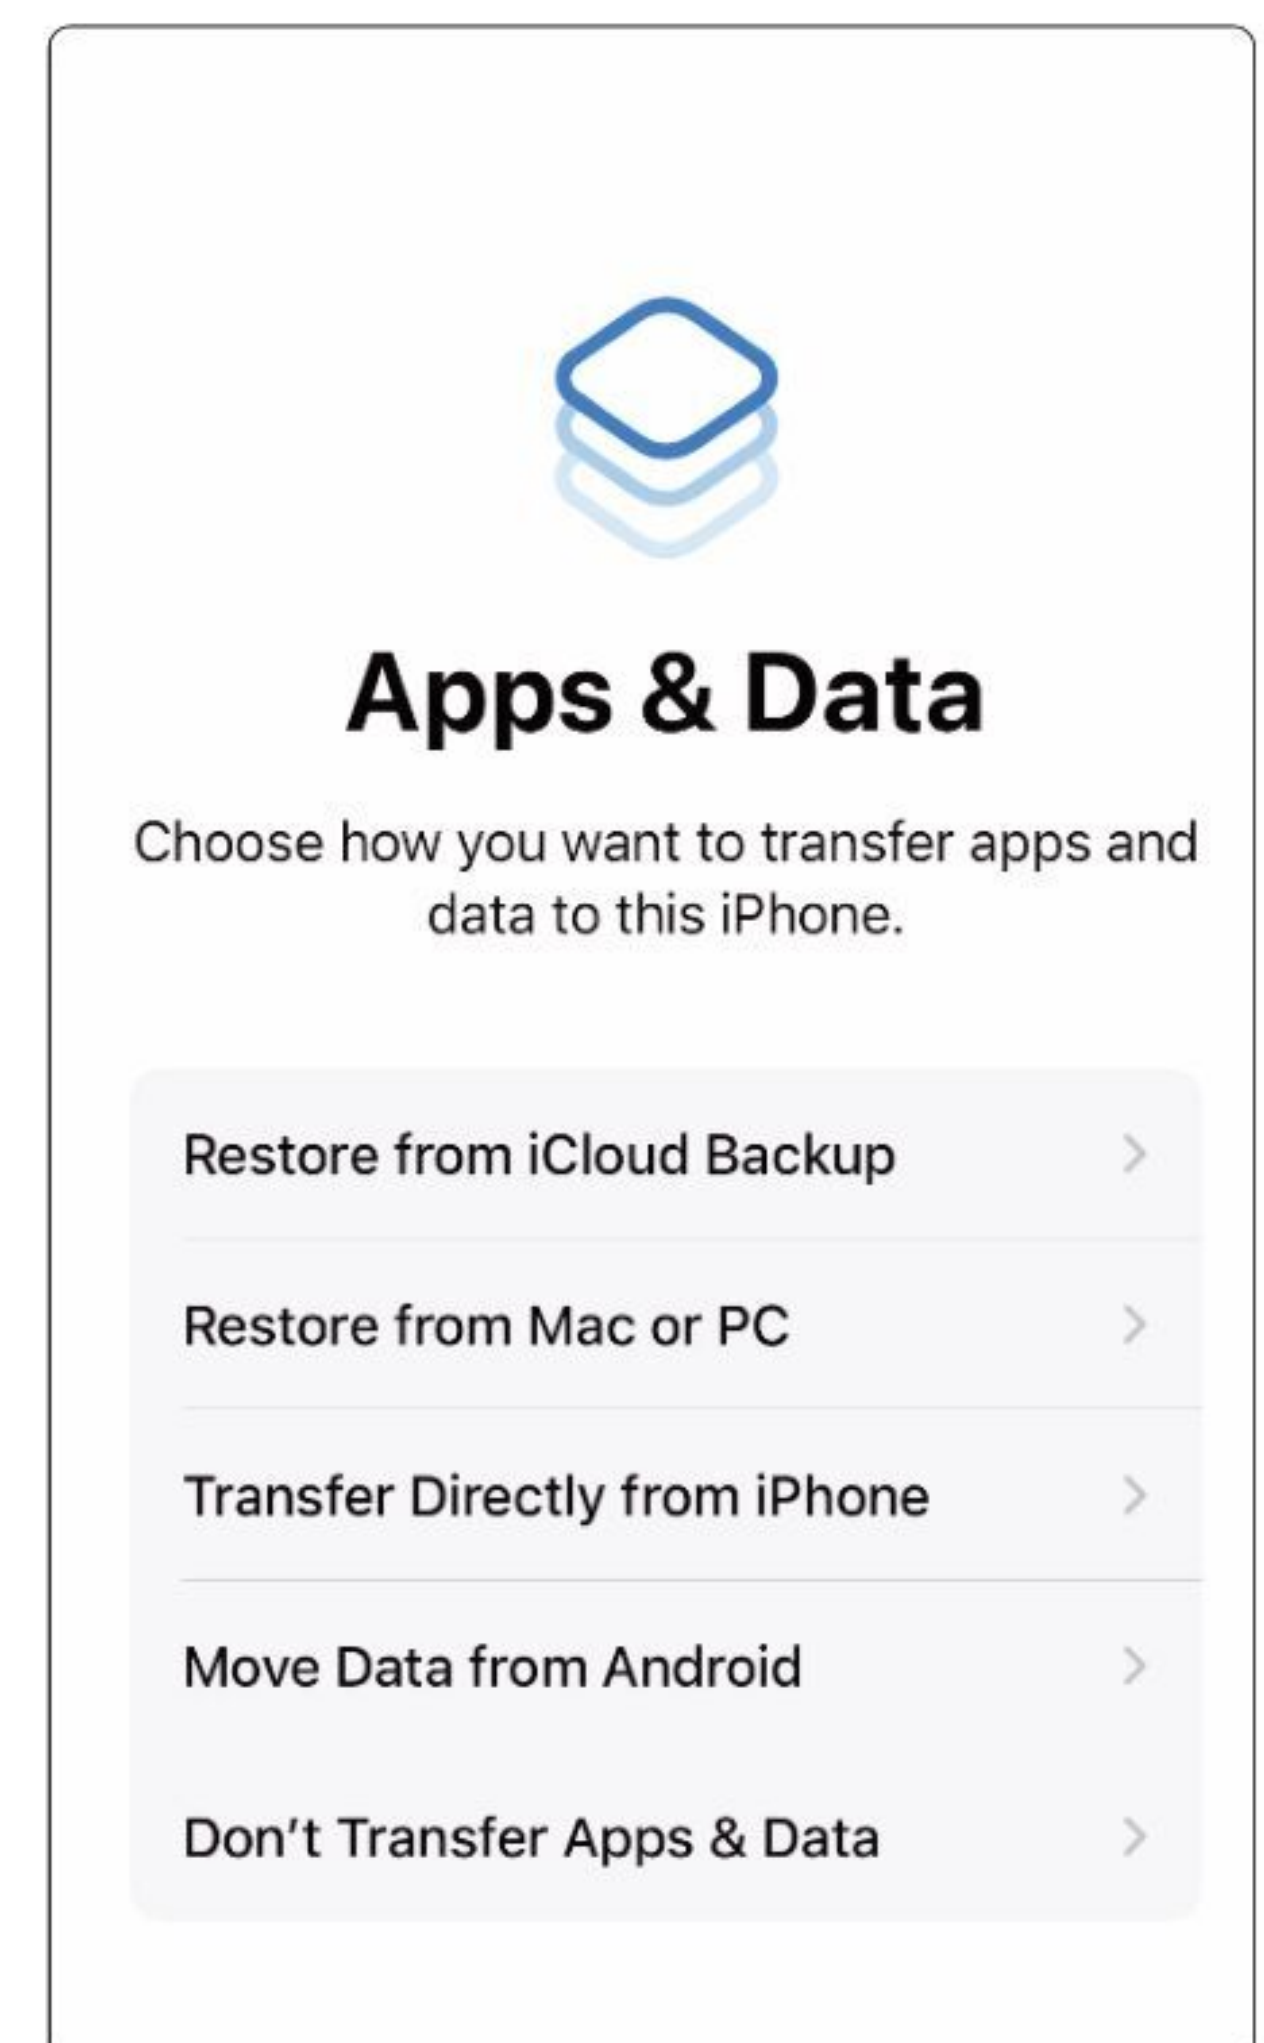 Apps & Data
Choose how you want to transfer apps and
data to this iPhone.
Restore from iCloud Backup
Restore from Mac or PC
Transfer Directly from iPhone
Move Data from Android
Don’t Transfer Apps & Data